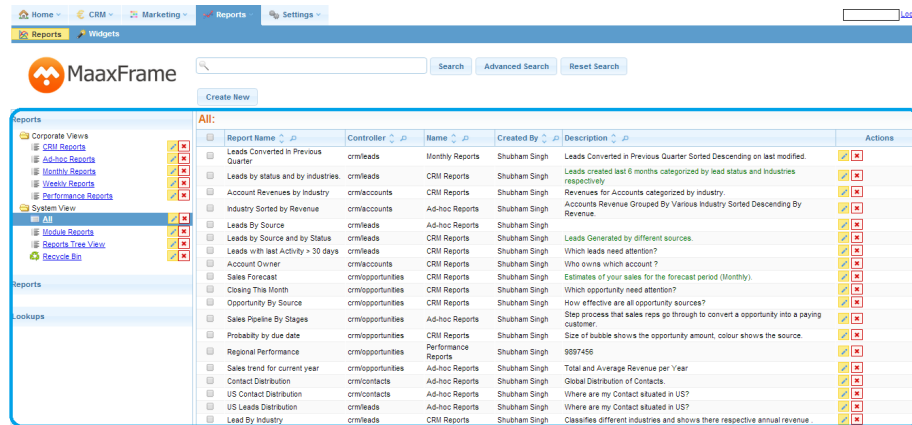 Home CRM Marketing Reports Settings
Reports Widgets
MaaxFrame
Search Advanced Search Reset Search
Create New
Reports
Corporate Views
CRM Reports
Ad-hoc Reports
Monthly Reports
Weekly Reports
Performance Reports
System View
All
Module Reports
Reports Tree View
Recycle Bin
Reports
Lookups
All:
Report Name Controller Name Created By Description Actions
Leads Converted In Previous
Quarter crm/leads Monthly Reports Shubham Singh Leads Converted in Previous Quarter Sorted Descending on last modified.
Leads by status and by industries. crm/leads CRM Reports Shubham Singh Leads created last 6 months categorized by lead status and Industries
respectively
Account Revenues by Industry crm/accounts CRM Reports Shubham Singh Revenues for Accounts categorized by industry.
Industry Sorted by Revenue crm/accounts Ad-hoc Reports Shubham Singh Accounts Revenue Grouped By Various Industry Sorted Descending By
Revenue.
Leads By Source crm/leads Ad-hoc Reports Shubham Singh
Leads by Source and by Status crm/leads CRM Reports Shubham Singh Leads Generated by different sources.
Leads with last Activity > 30 days crm/leads CRM Reports Shubham Singh Which leads need attention?
Account Owner crm/accounts CRM Reports Shubham Singh Who owns which account ?
Sales Forecast crm/opportunities CRM Reports Shubham Singh Estimates of your sales for the forecast period (Monthly).
Closing This Month crm/opportunities CRM Reports Shubham Singh Which opportunity need attention?
Opportunity By Source crm/opportunities CRM Reports Shubham Singh How effective are all opportunity sources?
Sales Pipeline By Stages crm/opportunities Ad-hoc Reports Shubham Singh Step process that sales reps go through to convert a opportunity into a paying
customer.
Probabilty by due date crm/opportunities CRM Reports Shubham Singh Size of bubble shows the opportunity amount, colour shows the source.
Regional Performance crm/opportunities Performance
Reports Shubham Singh 9897456
Sales trend for current year crm/opportunities Ad-hoc Reports Shubham Singh Total and Average Revenue per Year
Contact Distribution crm/contacts Ad-hoc Reports Shubham Singh Global Distribution of Contacts.
US Contact Distribution crm/contacts Ad-hoc Reports Shubham Singh Where are my Contact situated in US?
US Leads Distribution crm/leads Ad-hoc Reports Shubham Singh Where are my Contact situated in US?
Lead By Industry crm/leads CRM Reports Shubham Singh Classifies different industries and shows there respective annual revenue .